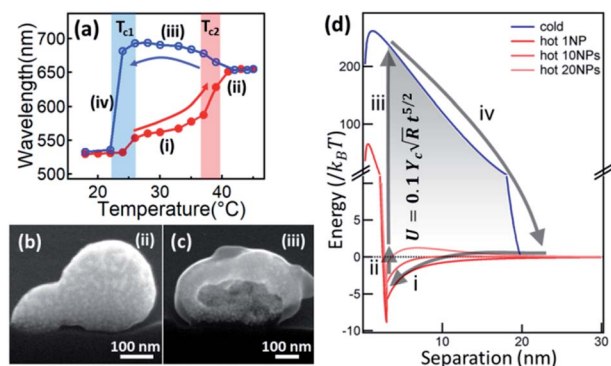 (a)
T_c1
T_c2
Wavelength(nm)
700
650
600
550
500
20
25
30
35
40
45
Temperature(°C)
(i)
(ii)
(iii)
(iv)
(b)
(ii)
100 nm
(c)
(iii)
100 nm
(d)
cold
hot 1NP
hot 10NPs
hot 20NPs
Energy (/k_BT)
200
100
5
0
-5
-10
0
10
20
30
Separation (nm)
U = 0.1 Y_c √R t^5/2
i
ii
iii
iv